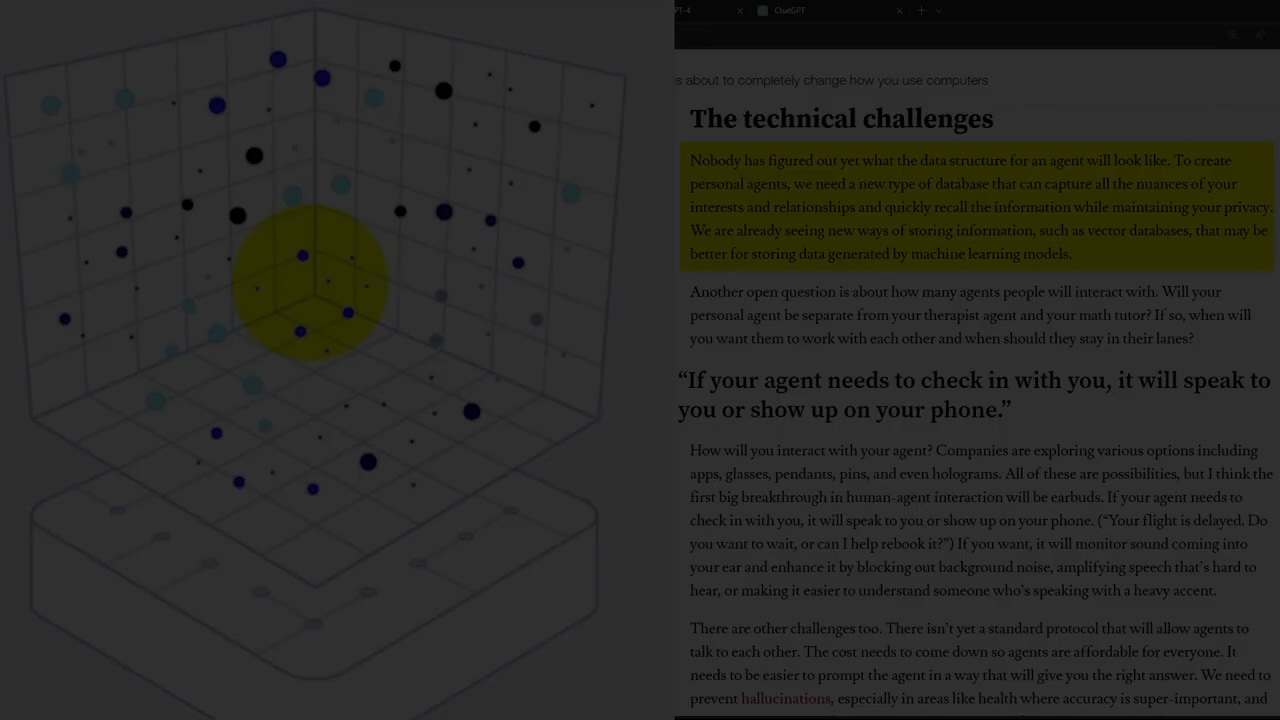 PT-4
ChatGPT
s about to completely change how you use computers
The technical challenges
Nobody has figured out yet what the data structure for an agent will look like. To create
personal agents, we need a new type of database that can capture all the nuances of your
interests and relationships and quickly recall the information while maintaining your privacy.
We are already seeing new ways of storing information, such as vector databases, that may be
better for storing data generated by machine learning models.
Another open question is about how many agents people will interact with. Will your
personal agent be separate from your therapist agent and your math tutor? If so, when will
you want them to work with each other and when should they stay in their lanes?
“If your agent needs to check in with you, it will speak to
you or show up on your phone.”
How will you interact with your agent? Companies are exploring various options including
apps, glasses, pendants, pins, and even holograms. All of these are possibilities, but I think the
first big breakthrough in human-agent interaction will be earbuds. If your agent needs to
check in with you, it will speak to you or show up on your phone. (“Your flight is delayed. Do
you want to wait, or can I help rebook it?”) If you want, it will monitor sound coming into
your ear and enhance it by blocking out background noise, amplifying speech that’s hard to
hear, or making it easier to understand someone who’s speaking with a heavy accent.
There are other challenges too. There isn’t yet a standard protocol that will allow agents to
talk to each other. The cost needs to come down so agents are affordable for everyone. It
needs to be easier to prompt the agent in a way that will give you the right answer. We need to
prevent hallucinations, especially in areas like health where accuracy is super-important, and